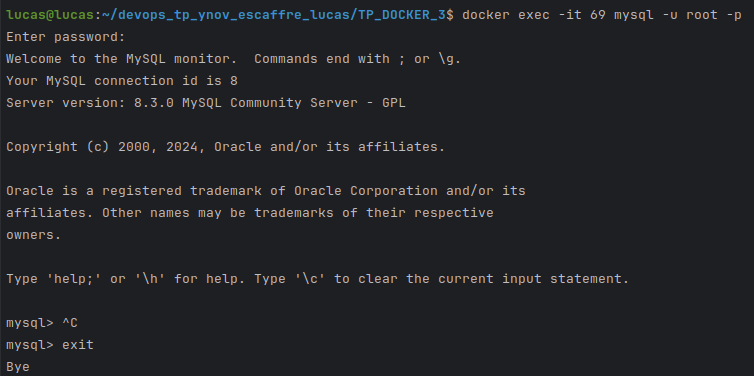 lucas@lucas:~/devops_tp_ynov_escaffre_lucas/TP_DOCKER_3$ docker exec -it 69 mysql -u root -p
Enter password:
Welcome to the MySQL monitor.  Commands end with ; or \g.
Your MySQL connection id is 8
Server version: 8.3.0 MySQL Community Server - GPL

Copyright (c) 2000, 2024, Oracle and/or its affiliates.

Oracle is a registered trademark of Oracle Corporation and/or its
affiliates. Other names may be trademarks of their respective
owners.

Type 'help;' or '\h' for help. Type '\c' to clear the current input statement.

mysql> ^C
mysql> exit
Bye